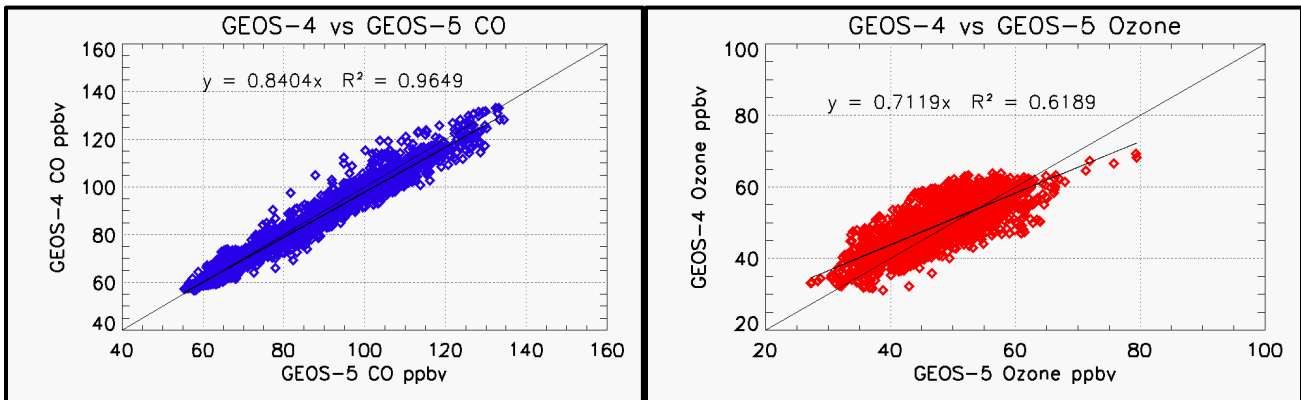 GEOS-4 vs GEOS-5 CO
y = 0.8404x R² = 0.9649
GEOS-4 CO ppbv
160
140
120
100
80
60
40
40 60 80 100 120 140 160
GEOS-5 CO ppbv
GEOS-4 vs GEOS-5 Ozone
y = 0.7119x R² = 0.6189
GEOS-4 Ozone ppbv
100
80
60
40
20
20 40 60 80 100
GEOS-5 Ozone ppbv